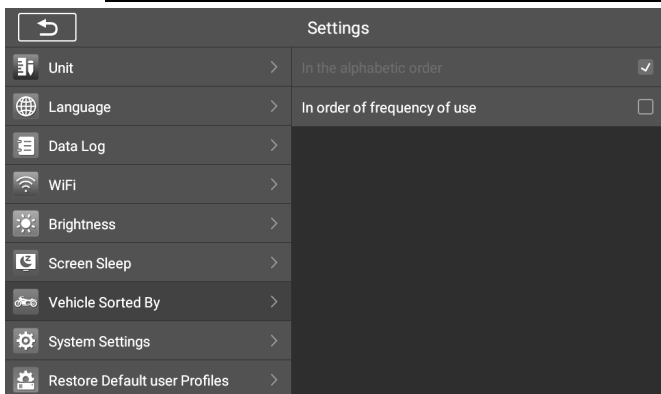 Settings
Unit
In the alphabetic order
Language
In order of frequency of use
Data Log
WiFi
Brightness
Screen Sleep
Vehicle Sorted By
System Settings
Restore Default user Profiles